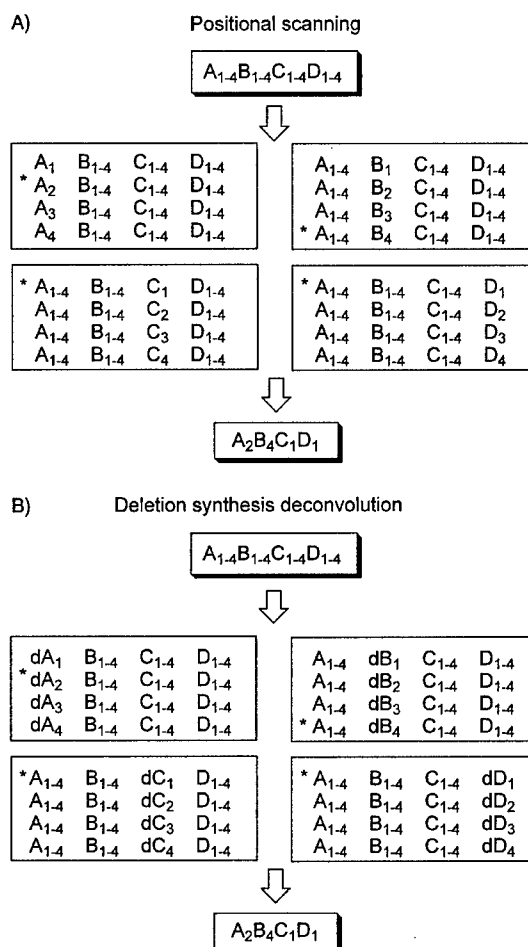 A) Positional scanning
A₁₋₄B₁₋₄C₁₋₄D₁₋₄
A₁ B₁₋₄ C₁₋₄ D₁₋₄
* A₂ B₁₋₄ C₁₋₄ D₁₋₄
A₃ B₁₋₄ C₁₋₄ D₁₋₄
A₄ B₁₋₄ C₁₋₄ D₁₋₄
A₁₋₄ B₁ C₁₋₄ D₁₋₄
A₁₋₄ B₂ C₁₋₄ D₁₋₄
A₁₋₄ B₃ C₁₋₄ D₁₋₄
* A₁₋₄ B₄ C₁₋₄ D₁₋₄
* A₁₋₄ B₁₋₄ C₁ D₁₋₄
A₁₋₄ B₁₋₄ C₂ D₁₋₄
A₁₋₄ B₁₋₄ C₃ D₁₋₄
A₁₋₄ B₁₋₄ C₄ D₁₋₄
* A₁₋₄ B₁₋₄ C₁₋₄ D₁
A₁₋₄ B₁₋₄ C₁₋₄ D₂
A₁₋₄ B₁₋₄ C₁₋₄ D₃
A₁₋₄ B₁₋₄ C₁₋₄ D₄
A₂B₄C₁D₁
B) Deletion synthesis deconvolution
A₁₋₄B₁₋₄C₁₋₄D₁₋₄
dA₁ B₁₋₄ C₁₋₄ D₁₋₄
* dA₂ B₁₋₄ C₁₋₄ D₁₋₄
dA₃ B₁₋₄ C₁₋₄ D₁₋₄
dA₄ B₁₋₄ C₁₋₄ D₁₋₄
A₁₋₄ dB₁ C₁₋₄ D₁₋₄
A₁₋₄ dB₂ C₁₋₄ D₁₋₄
A₁₋₄ dB₃ C₁₋₄ D₁₋₄
* A₁₋₄ dB₄ C₁₋₄ D₁₋₄
* A₁₋₄ B₁₋₄ dC₁ D₁₋₄
A₁₋₄ B₁₋₄ dC₂ D₁₋₄
A₁₋₄ B₁₋₄ dC₃ D₁₋₄
A₁₋₄ B₁₋₄ dC₄ D₁₋₄
* A₁₋₄ B₁₋₄ C₁₋₄ dD₁
A₁₋₄ B₁₋₄ C₁₋₄ dD₂
A₁₋₄ B₁₋₄ C₁₋₄ dD₃
A₁₋₄ B₁₋₄ C₁₋₄ dD₄
A₂B₄C₁D₁